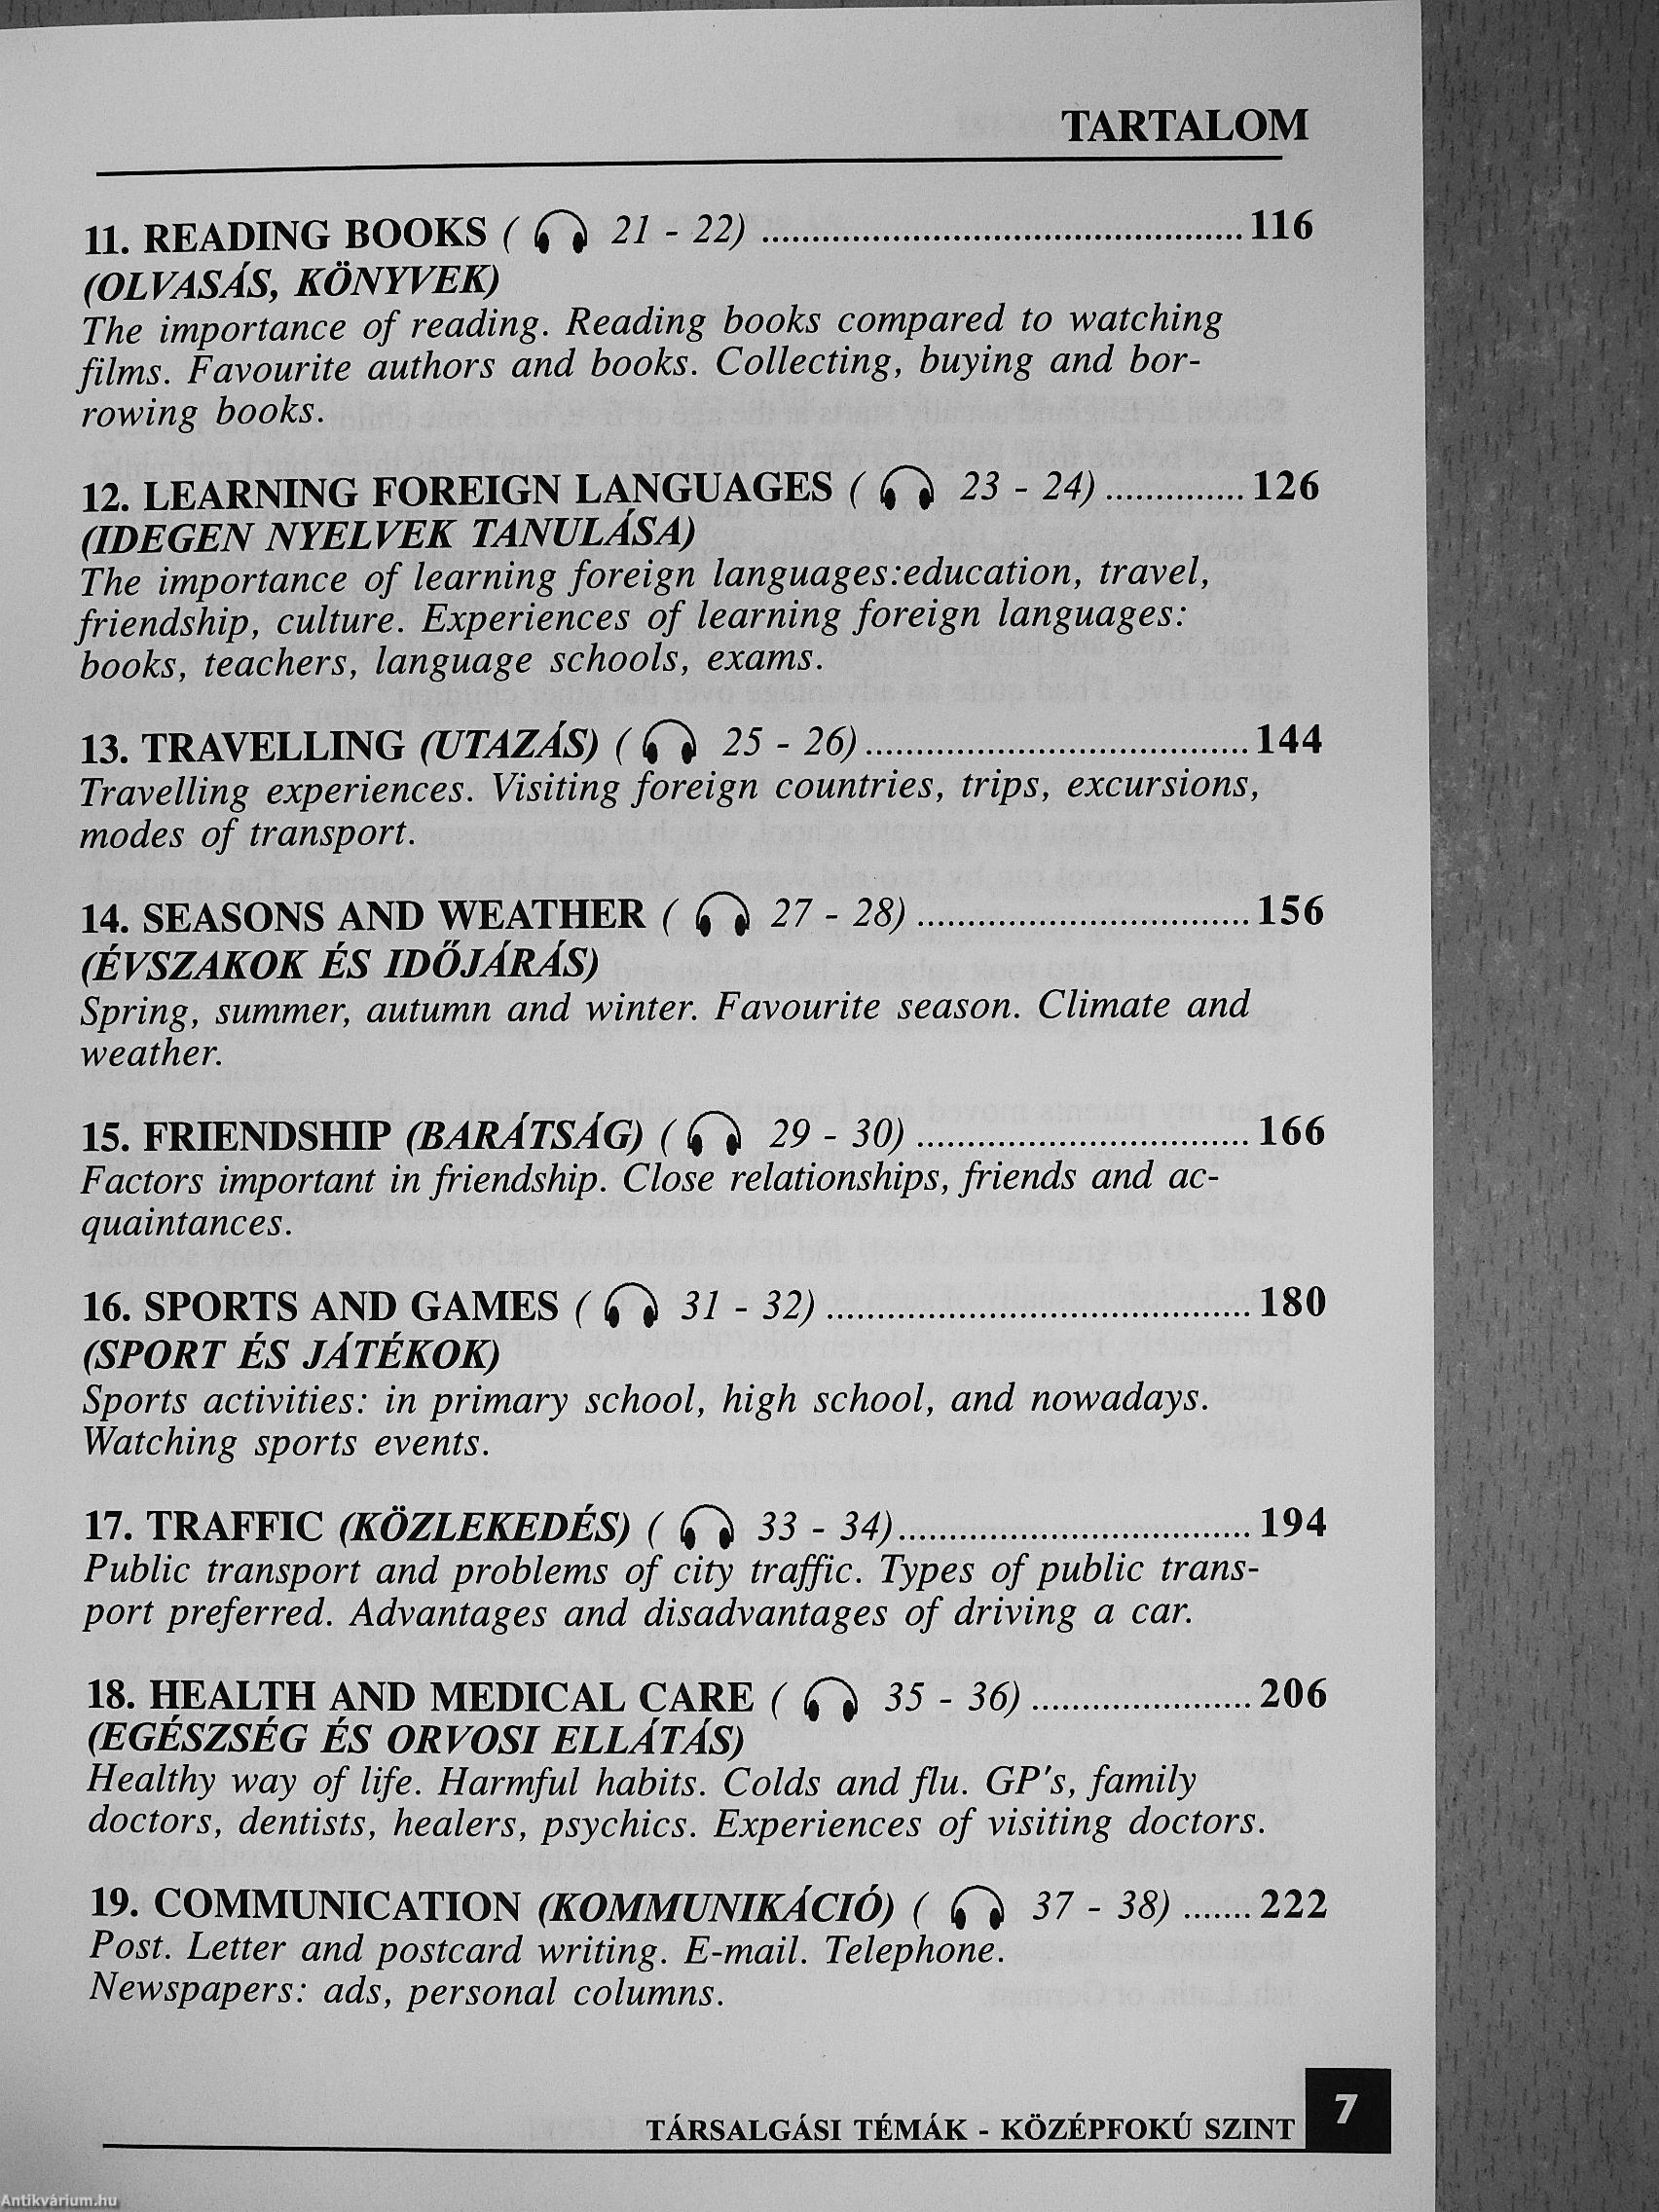 TARTALOM
11. READING BOOKS ( 21 - 22) ................................................ 116
(OLVASÁS, KÖNYVEK)
The importance of reading. Reading books compared to watching
films. Favourite authors and books. Collecting, buying and bor-
rowing books.
12. LEARNING FOREIGN LANGUAGES ( 23 - 24) .............. 126
(IDEGEN NYELVEK TANULÁSA)
The importance of learning foreign languages:education, travel,
friendship, culture. Experiences of learning foreign languages:
books, teachers, language schools, exams.
13. TRAVELLING (UTAZÁS) ( 25 - 26) ...................................... 144
Travelling experiences. Visiting foreign countries, trips, excursions,
modes of transport.
14. SEASONS AND WEATHER ( 27 - 28) ................................. 156
(ÉVSZAKOK ÉS IDŐJÁRÁS)
Spring, summer, autumn and winter. Favourite season. Climate and
weather.
15. FRIENDSHIP (BARÁTSÁG) ( 29 - 30) ................................. 166
Factors important in friendship. Close relationships, friends and ac-
quaintances.
16. SPORTS AND GAMES ( 31 - 32) .......................................... 180
(SPORT ÉS JÁTÉKOK)
Sports activities: in primary school, high school, and nowadays.
Watching sports events.
17. TRAFFIC (KÖZLEKEDÉS) ( 33 - 34)................................... 194
Public transport and problems of city traffic. Types of public trans-
port preferred. Advantages and disadvantages of driving a car.
18. HEALTH AND MEDICAL CARE ( 35 - 36) ...................... 206
(EGÉSZSÉG ÉS ORVOSI ELLÁTÁS)
Healthy way of life. Harmful habits. Colds and flu. GP's, family
doctors, dentists, healers, psychics. Experiences of visiting doctors.
19. COMMUNICATION (KOMMUNIKÁCIÓ) ( 37 - 38) ....... 222
Post. Letter and postcard writing. E-mail. Telephone.
Newspapers: ads, personal columns.
TÁRSALGÁSI TÉMÁK - KÖZÉPFOKÚ SZINT 7
Antikvárium.hu